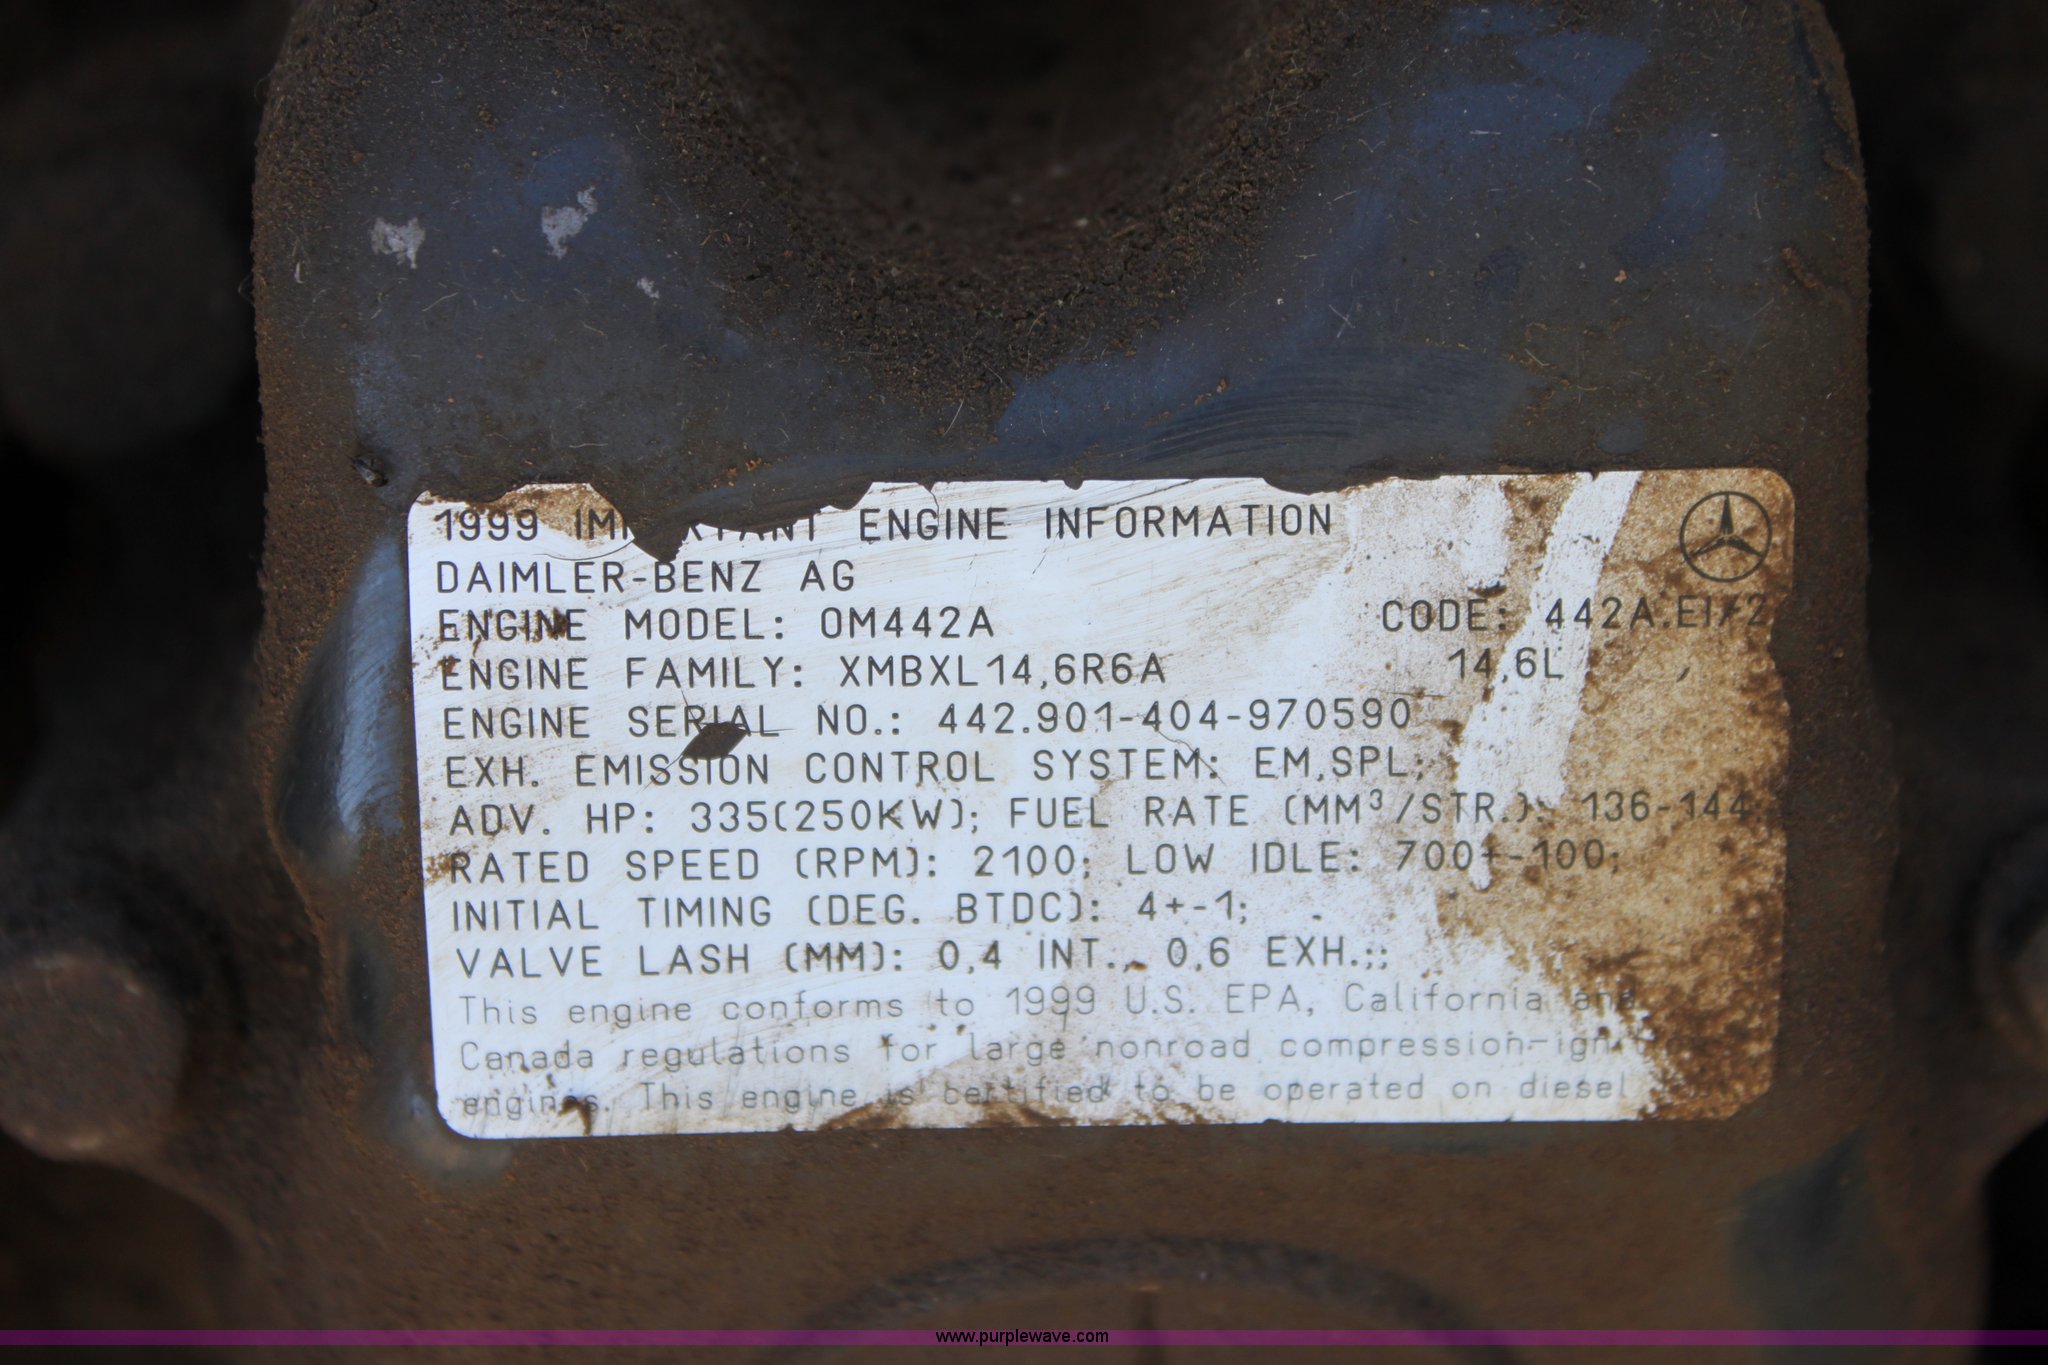 1999 IMPORTANT ENGINE INFORMATION
DAIMLER-BENZ AG
ENGINE MODEL: OM442A CODE: 442A.EI/2
ENGINE FAMILY: XMBXL14,6R6A 14,6L
ENGINE SERIAL NO.: 442.901-404-970590
EXH. EMISSION CONTROL SYSTEM: EM,SPL;
ADV. HP: 335(250KW); FUEL RATE (MM³/STR.): 136-144
RATED SPEED (RPM): 2100; LOW IDLE: 700+-100;
INITIAL TIMING (DEG. BTDC): 4+-1;
VALVE LASH (MM): 0,4 INT., 0,6 EXH.;;
This engine conforms to 1999 U.S. EPA, California and
Canada regulations for large nonroad compression-ign
engines. This engine is certified to be operated on diesel
www.purplewave.com